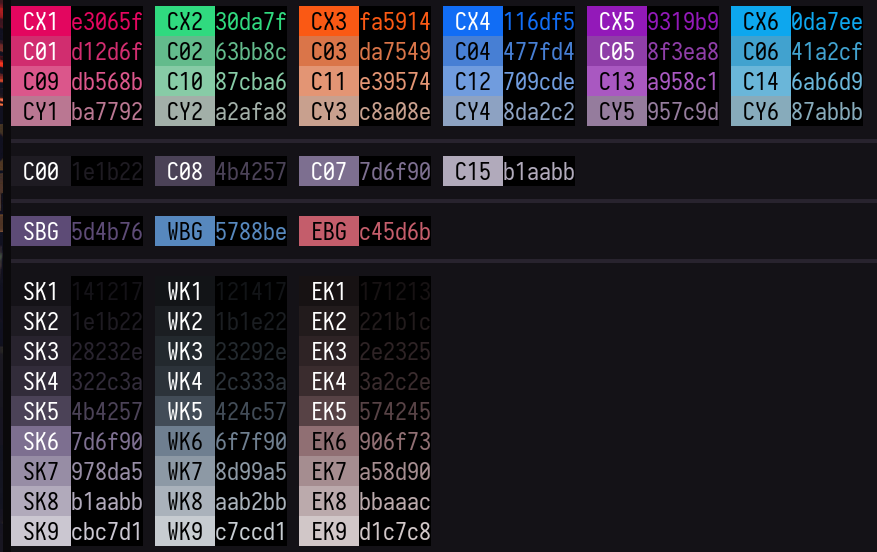 CX1 e3065f CX2 30da7f CX3 fa5914 CX4 116df5 CX5 9319b9 CX6 0da7ee
C01 d12d6f C02 63bb8c C03 da7549 C04 477fd4 C05 8f3ea8 C06 41a2cf
C09 db568b C10 87cba6 C11 e39574 C12 709cde C13 a958c1 C14 6ab6d9
CY1 ba7792 CY2 a2afa8 CY3 c8a08e CY4 8da2c2 CY5 957c9d CY6 87abbb
C00 1e1b22 C08 4b4257 C07 7d6f90 C15 b1aabb
SBG 5d4b76 WBG 5788be EBG c45d6b
SK1 141217 WK1 121417 EK1 171213
SK2 1e1b22 WK2 1b1e22 EK2 221b1c
SK3 28232e WK3 23292e EK3 2e2325
SK4 322c3a WK4 2c333a EK4 3a2c2e
SK5 4b4257 WK5 424c57 EK5 574245
SK6 7d6f90 WK6 6f7f90 EK6 906f73
SK7 978da5 WK7 8d99a5 EK7 a58d90
SK8 b1aabb WK8 aab2bb EK8 bbaaac
SK9 cbc7d1 WK9 c7ccd1 EK9 d1c7c8